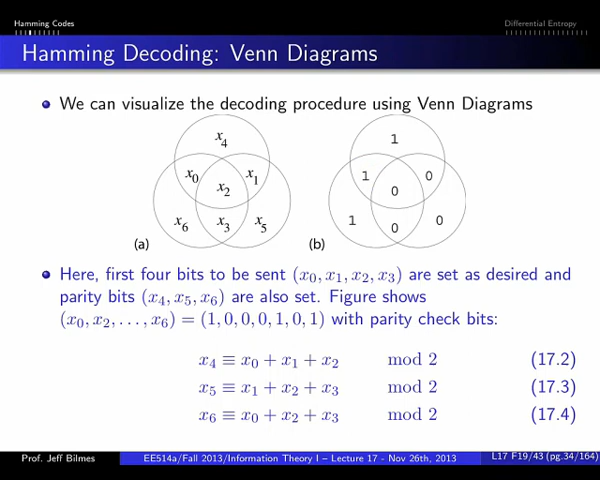 Hamming Codes
Differential Entropy
Hamming Decoding: Venn Diagrams
We can visualize the decoding procedure using Venn Diagrams
x4
x0 x1
x2
x6 x3 x5
(a)
1
1 0
0
1 0 0
(b)
Here, first four bits to be sent (x0, x1, x2, x3) are set as desired and
parity bits (x4, x5, x6) are also set. Figure shows
(x0, x2, . . . , x6) = (1, 0, 0, 0, 1, 0, 1) with parity check bits:
x4 ≡ x0 + x1 + x2 mod 2 (17.2)
x5 ≡ x1 + x2 + x3 mod 2 (17.3)
x6 ≡ x0 + x2 + x3 mod 2 (17.4)
Prof. Jeff Bilmes
EE514a/Fall 2013/Information Theory I – Lecture 17 - Nov 26th, 2013
L17 F19/43 (pg.34/164)